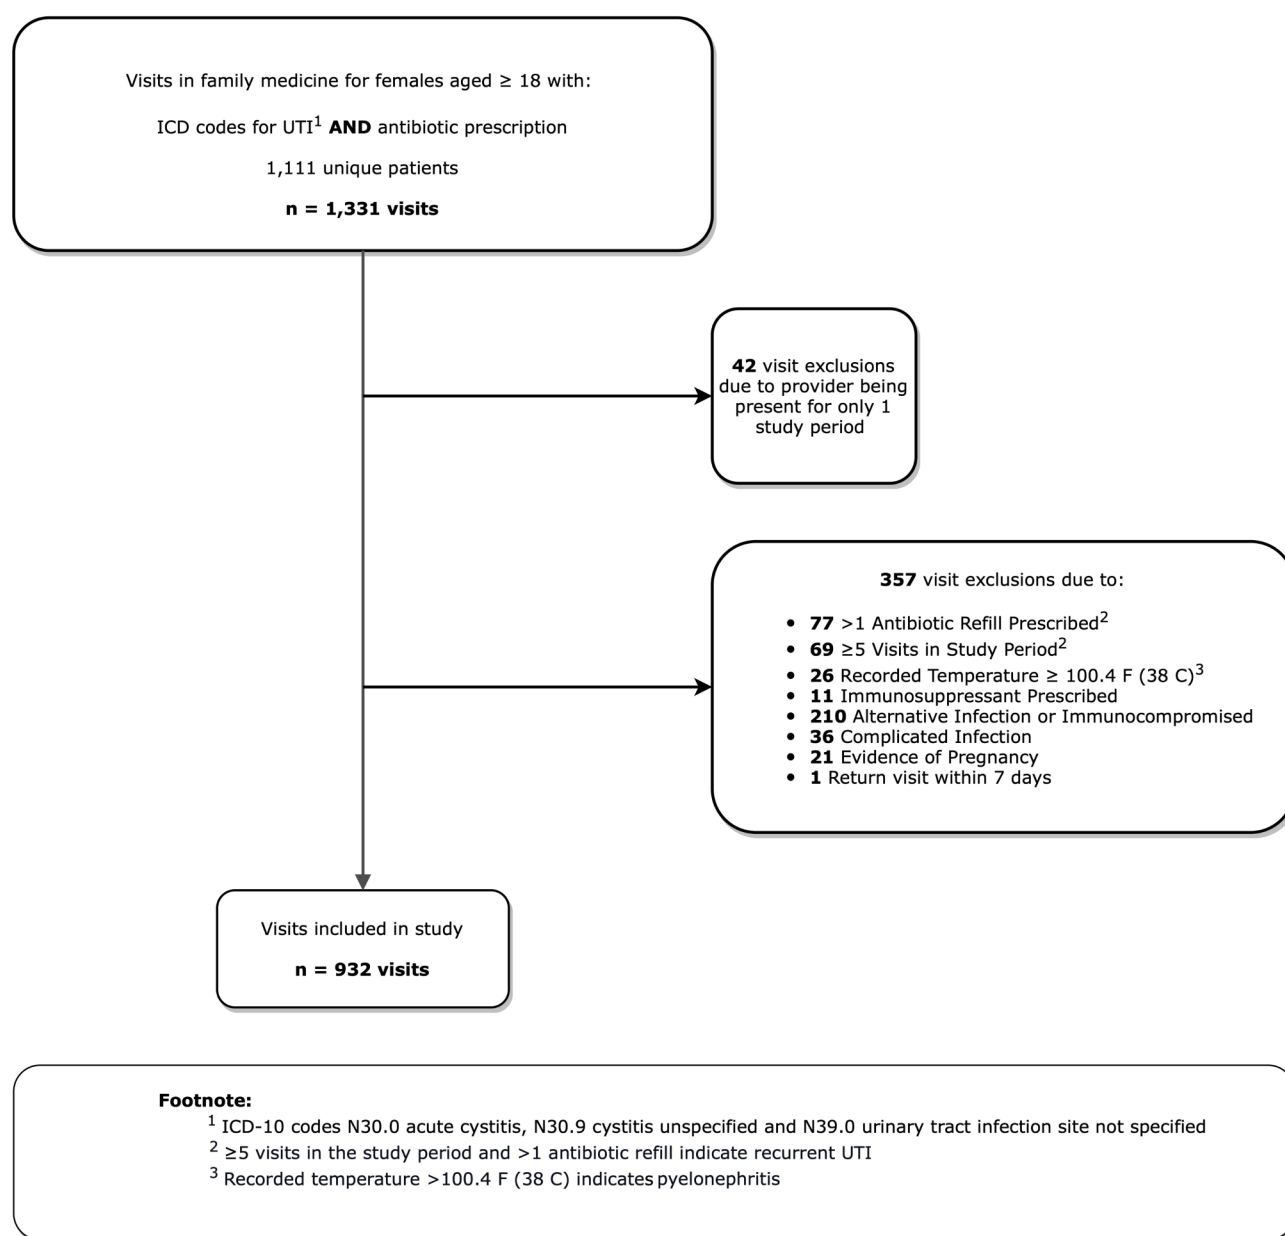 Visits in family medicine for females aged ≥ 18 with:
ICD codes for UTI¹ AND antibiotic prescription
1,111 unique patients
n = 1,331 visits
42 visit exclusions
due to provider being
present for only 1
study period
357 visit exclusions due to:
• 77 >1 Antibiotic Refill Prescribed²
• 69 ≥5 Visits in Study Period²
• 26 Recorded Temperature ≥ 100.4 F (38 C)³
• 11 Immunosuppressant Prescribed
• 210 Alternative Infection or Immunocompromised
• 36 Complicated Infection
• 21 Evidence of Pregnancy
• 1 Return visit within 7 days
Visits included in study
n = 932 visits
Footnote:
¹ ICD-10 codes N30.0 acute cystitis, N30.9 cystitis unspecified and N39.0 urinary tract infection site not specified
² ≥5 visits in the study period and >1 antibiotic refill indicate recurrent UTI
³ Recorded temperature >100.4 F (38 C) indicates pyelonephritis